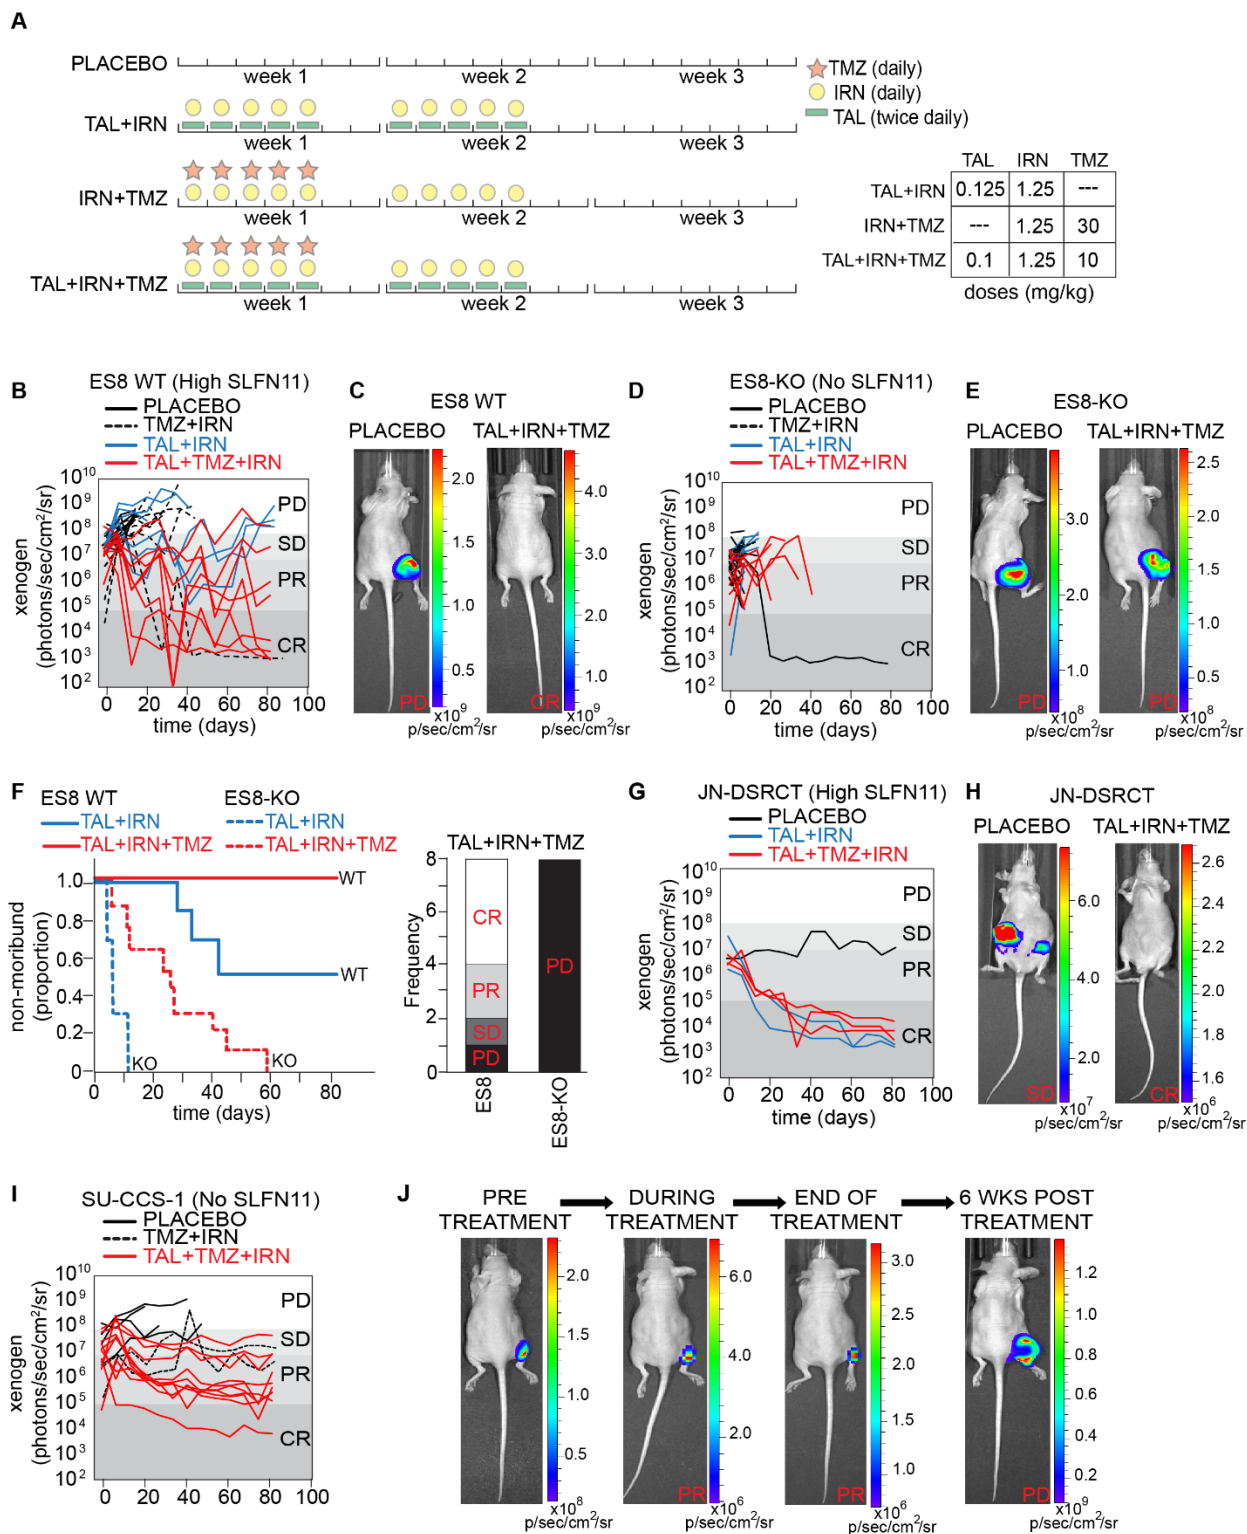 A
PLACEBO
week 1
week 2
week 3
TMZ (daily)
IRN (daily)
TAL (twice daily)
TAL+IRN
week 1
week 2
week 3
IRN+TMZ
week 1
week 2
week 3
TAL+IRN+TMZ
week 1
week 2
week 3
TAL IRN TMZ
TAL+IRN 0.125 1.25 ---
IRN+TMZ --- 1.25 30
TAL+IRN+TMZ 0.1 1.25 10
doses (mg/kg)
B
ES8 WT (High SLFN11)
PLACEBO
TMZ+IRN
TAL+IRN
TAL+TMZ+IRN
xenogen
(photons/sec/cm²/sr)
10¹⁰
10⁹
10⁸
10⁷
10⁶
10⁵
10⁴
10³
10²
PD
SD
PR
CR
0 20 40 60 80 100
time (days)
C
ES8 WT
PLACEBO
TAL+IRN+TMZ
2.0
1.5
1.0
0.5
PD
x10⁹
p/sec/cm²/sr
4.0
3.0
2.0
1.0
CR
x10⁹
p/sec/cm²/sr
D
ES8-KO (No SLFN11)
PLACEBO
TMZ+IRN
TAL+IRN
TAL+TMZ+IRN
xenogen
(photons/sec/cm²/sr)
10¹⁰
10⁹
10⁸
10⁷
10⁶
10⁵
10⁴
10³
10²
PD
SD
PR
CR
0 20 40 60 80 100
time (days)
E
ES8-KO
PLACEBO
TAL+IRN+TMZ
3.0
2.0
1.0
PD
x10⁸
p/sec/cm²/sr
2.5
2.0
1.5
1.0
0.5
PD
x10⁸
p/sec/cm²/sr
F
ES8 WT
ES8-KO
TAL+IRN
TAL+IRN
TAL+IRN+TMZ
TAL+IRN+TMZ
non-moribund
(proportion)
1.0
0.8
0.6
0.4
0.2
0
WT
WT
KO
KO
0 20 40 60 80
time (days)
TAL+IRN+TMZ
Frequency
8
6
4
2
0
CR
PR
SD
PD
PD
ES8
ES8-KO
G
JN-DSRCT (High SLFN11)
PLACEBO
TAL+IRN
TAL+TMZ+IRN
xenogen
(photons/sec/cm²/sr)
10¹⁰
10⁹
10⁸
10⁷
10⁶
10⁵
10⁴
10³
10²
PD
SD
PR
CR
0 20 40 60 80 100
time (days)
H
JN-DSRCT
PLACEBO
TAL+IRN+TMZ
6.0
4.0
2.0
SD
x10⁷
p/sec/cm²/sr
2.6
2.4
2.2
2.0
1.8
1.6
CR
x10⁶
p/sec/cm²/sr
I
SU-CCS-1 (No SLFN11)
PLACEBO
TMZ+IRN
TAL+TMZ+IRN
xenogen
(photons/sec/cm²/sr)
10¹⁰
10⁹
10⁸
10⁷
10⁶
10⁵
10⁴
10³
10²
PD
SD
PR
CR
0 20 40 60 80 100
time (days)
J
PRE
TREATMENT
DURING
TREATMENT
END OF
TREATMENT
6 WKS POST
TREATMENT
2.0
1.5
1.0
0.5
x10⁸
p/sec/cm²/sr
6.0
4.0
2.0
PR
x10⁶
p/sec/cm²/sr
3.0
2.5
2.0
1.5
1.0
PR
x10⁶
p/sec/cm²/sr
1.2
1.0
0.8
0.6
0.4
0.2
PD
x10⁹
p/sec/cm²/sr